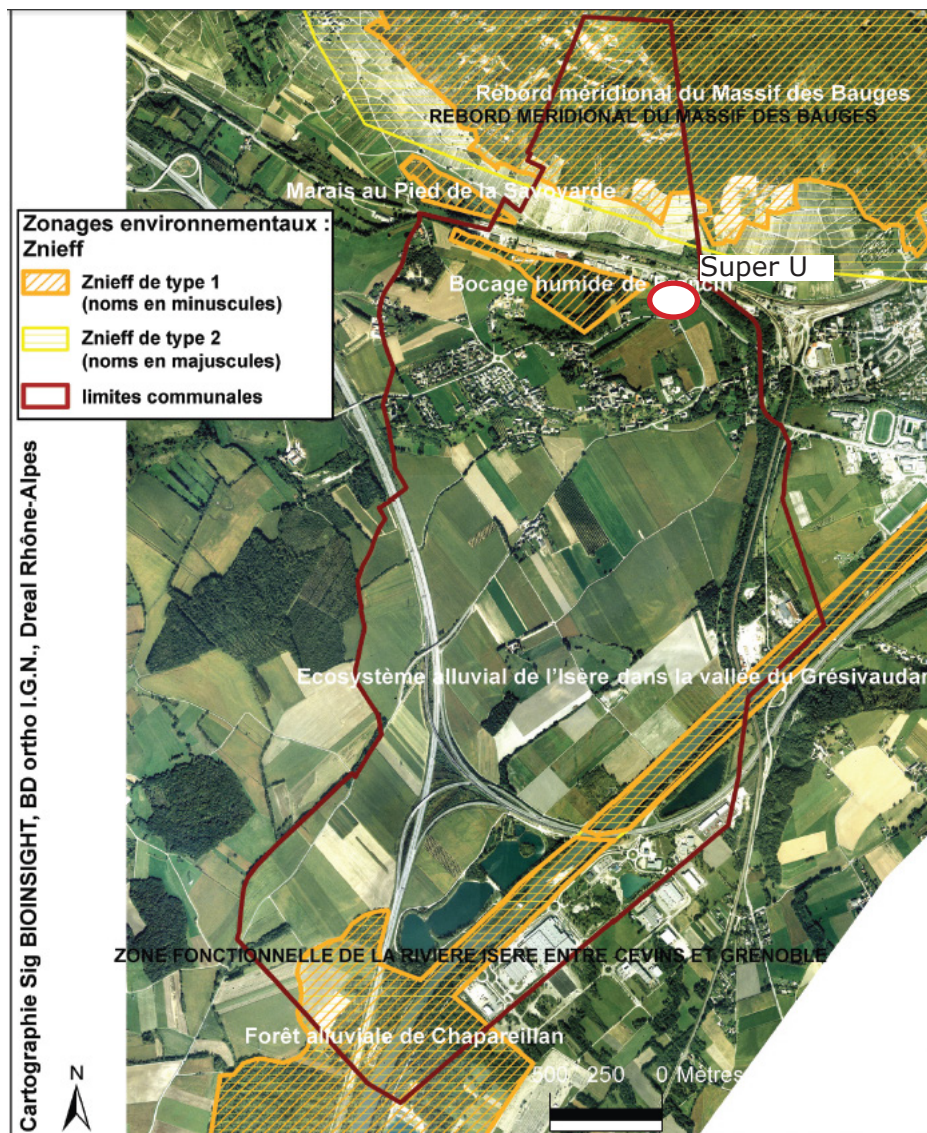 Rebord méridional du Massif des Bauges
REBORD MERIDIONAL DU MASSIF DES BAUGES
Marais au Pied de la Savoyarde
Zonages environnementaux :
Znieff
Znieff de type 1
(noms en minuscules)
Znieff de type 2
(noms en majuscules)
limites communales
Super U
Bocage humide de
Ecosystème alluvial de l'Isère dans la vallée du Grésivaudan
ZONE FONCTIONNELLE DE LA RIVIERE ISERE ENTRE CEVINS ET GRENOBLE
Forêt alluviale de Chapareillan
500 250 0 Mètres
N
Cartographie Sig BIOINSIGHT, BD ortho I.G.N., Dreal Rhône-Alpes